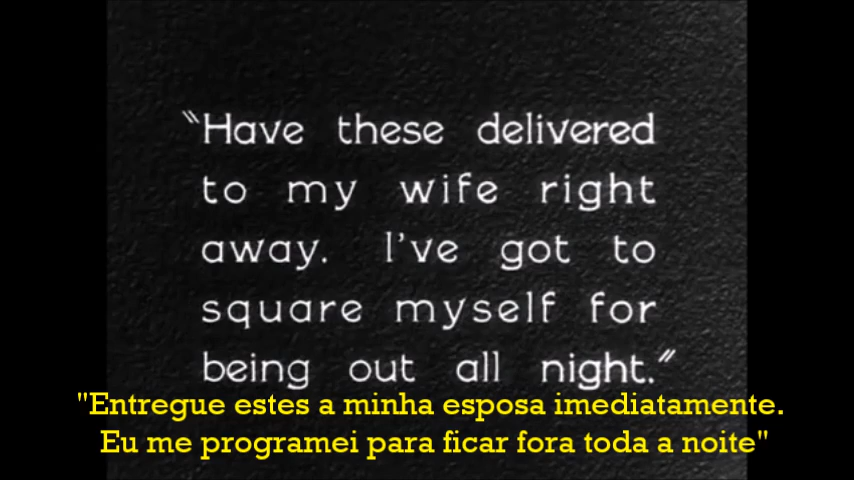 "Have these delivered
to my wife right
away. I've got to
square myself for
being out all night."
"Entregue estes a minha esposa imediatamente.
Eu me programei para ficar fora toda a noite"